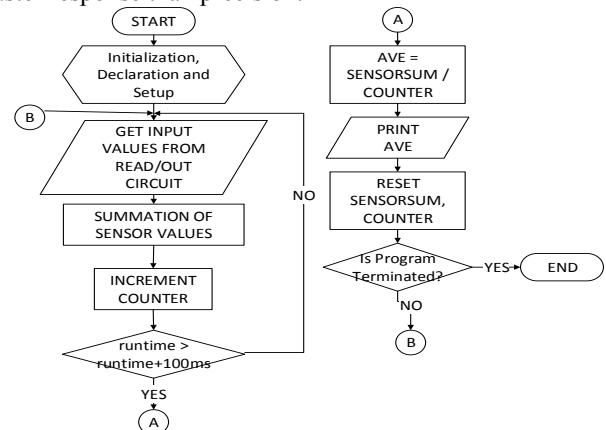 START
Initialization,
Declaration and
Setup
B
GET INPUT
VALUES FROM
READ/OUT
CIRCUIT
SUMMATION OF
SENSOR VALUES
INCREMENT
COUNTER
runtime >
runtime+100ms
NO
YES
A
A
AVE =
SENSORSUM /
COUNTER
PRINT
AVE
RESET
SENSORSUM,
COUNTER
Is Program
Terminated?
YES
END
NO
B